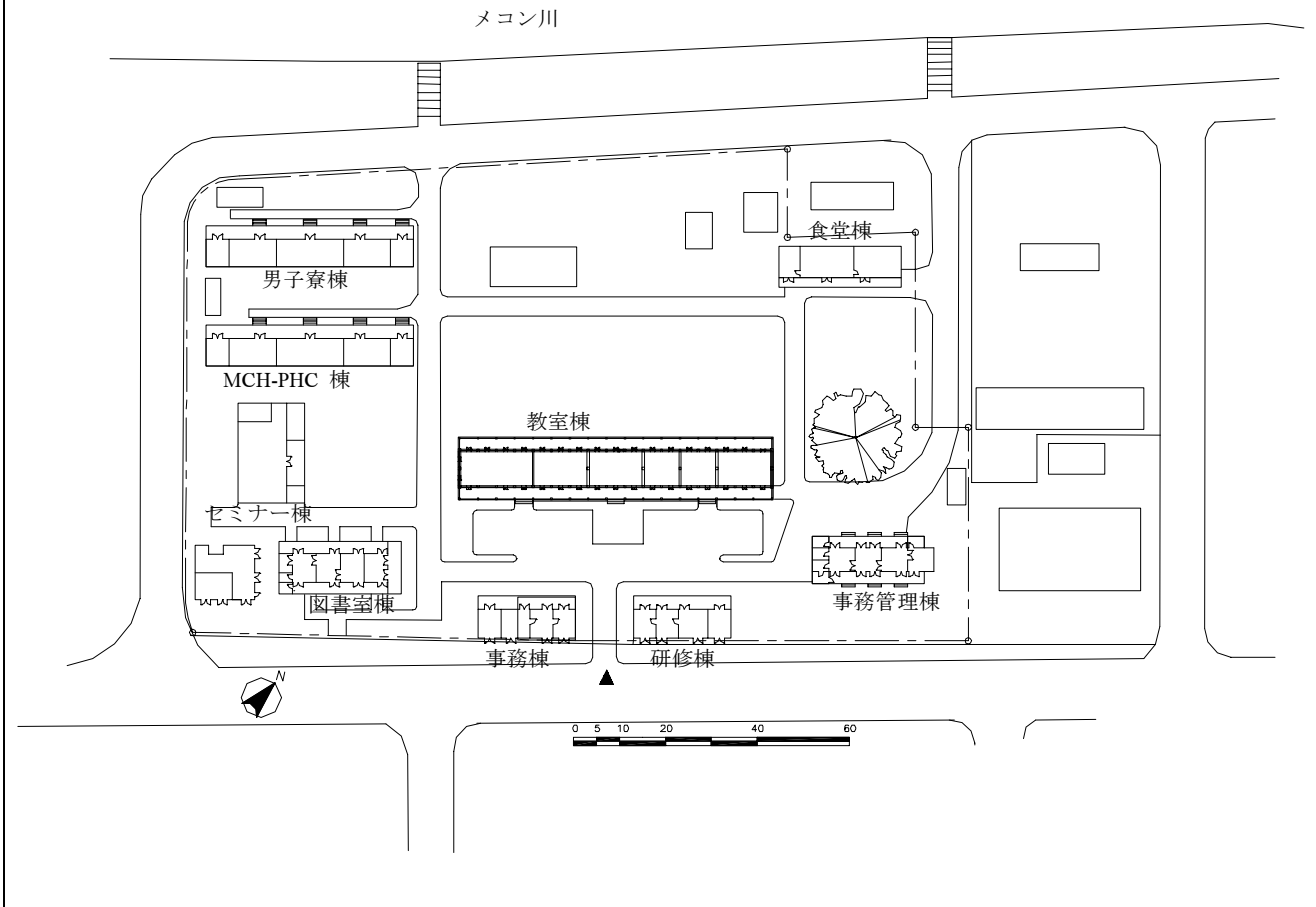 メコン川
食堂棟
男子寮棟
MCH-PHC 棟
教室棟
セミナー棟
図書室棟
事務管理棟
事務棟
研修棟
N
0 5 10 20 40 60